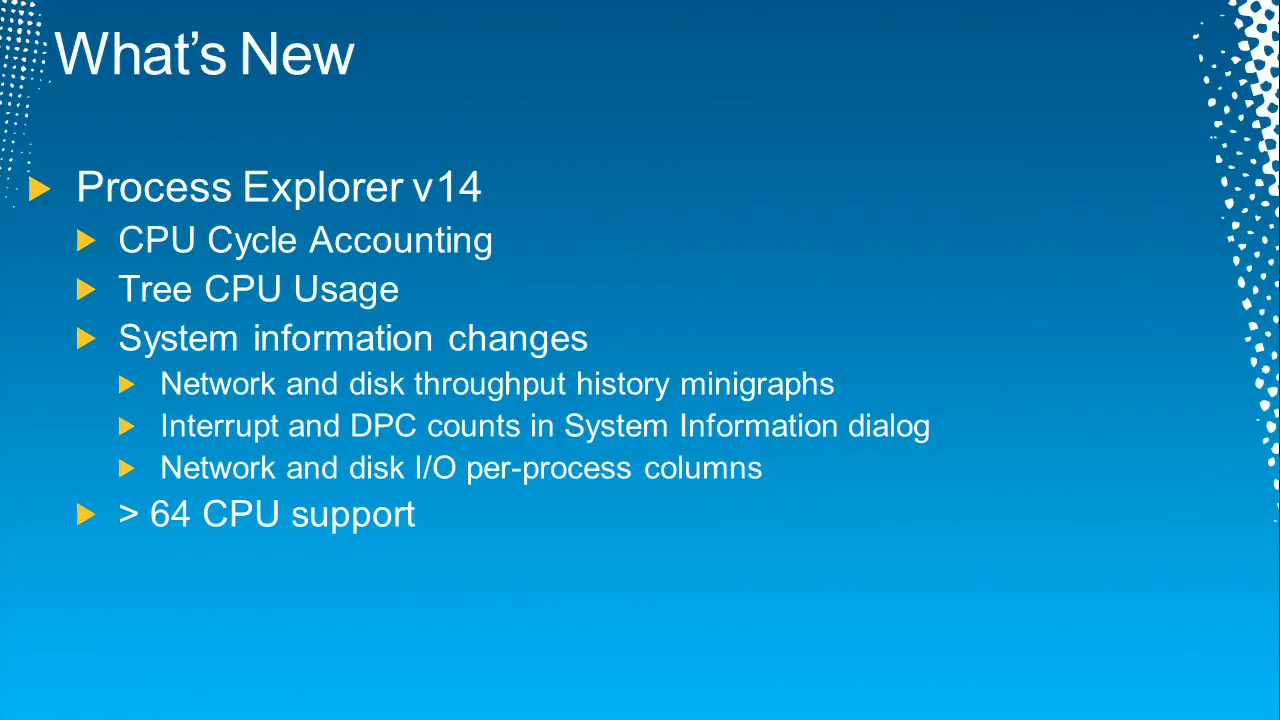 What’s New
Process Explorer v14
CPU Cycle Accounting
Tree CPU Usage
System information changes
Network and disk throughput history minigraphs
Interrupt and DPC counts in System Information dialog
Network and disk I/O per-process columns
> 64 CPU support